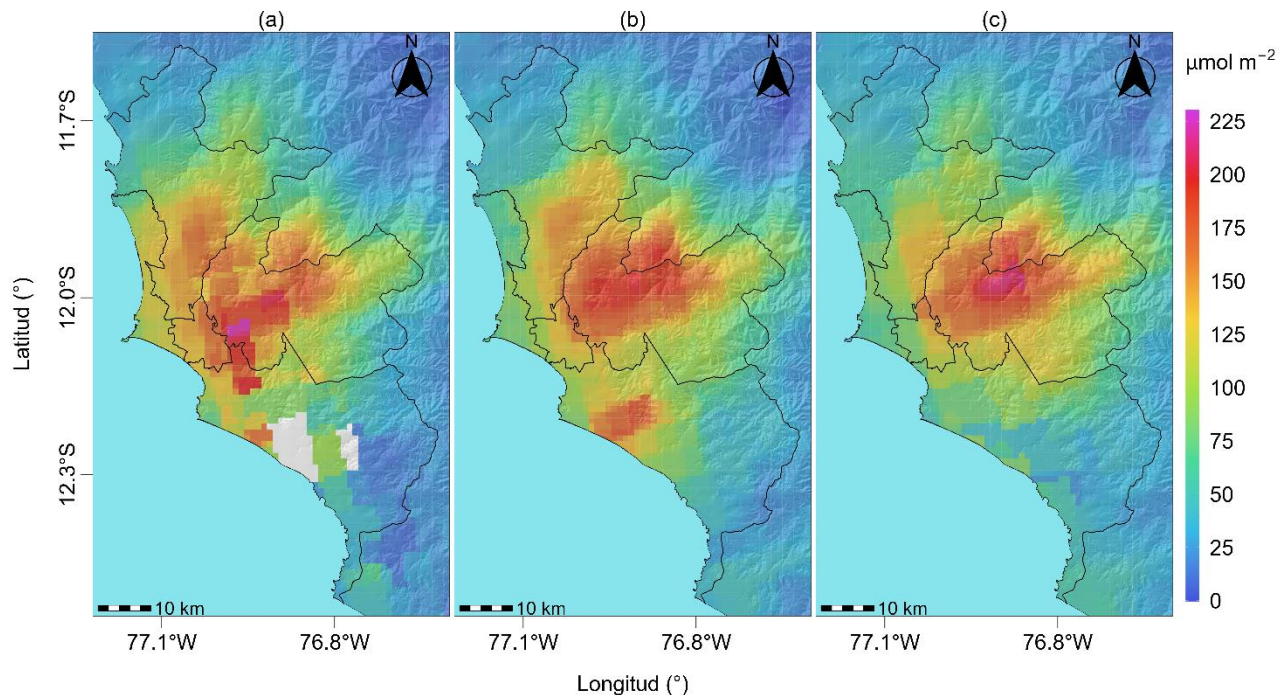 (a) (b) (c)
N N N
µmol m⁻²
225
200
175
150
125
100
75
50
25
0
Latitud (°)
11.7°S
12.0°S
12.3°S
10 km 10 km 10 km
77.1°W 76.8°W 77.1°W 76.8°W 77.1°W 76.8°W
Longitud (°)